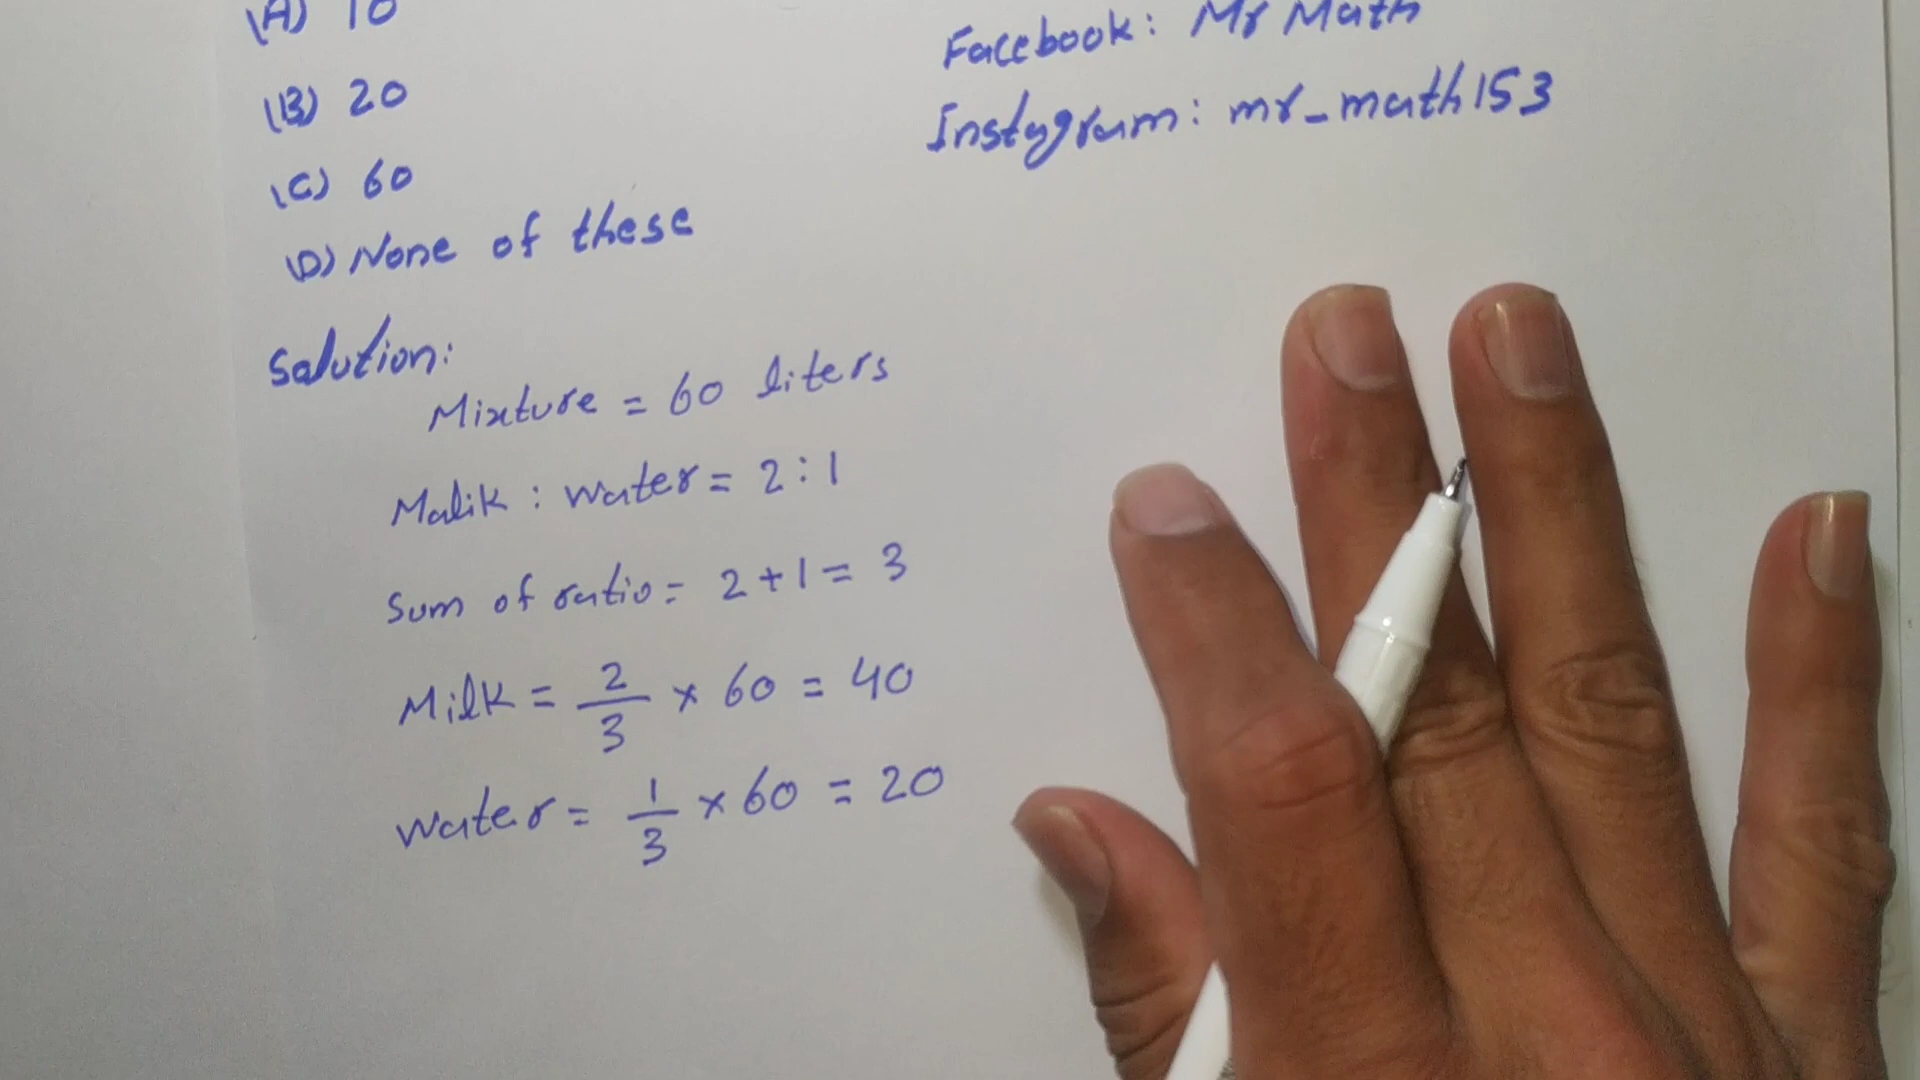 (A) 10
(B) 20
(C) 60
(D) None of these
Facebook: Mr Math
Instagram: mr_math153
Solution:
Mixture = 60 liters
Malik : water = 2 : 1
Sum of ratio = 2 + 1 = 3
Milk = 2/3 × 60 = 40
water = 1/3 × 60 = 20